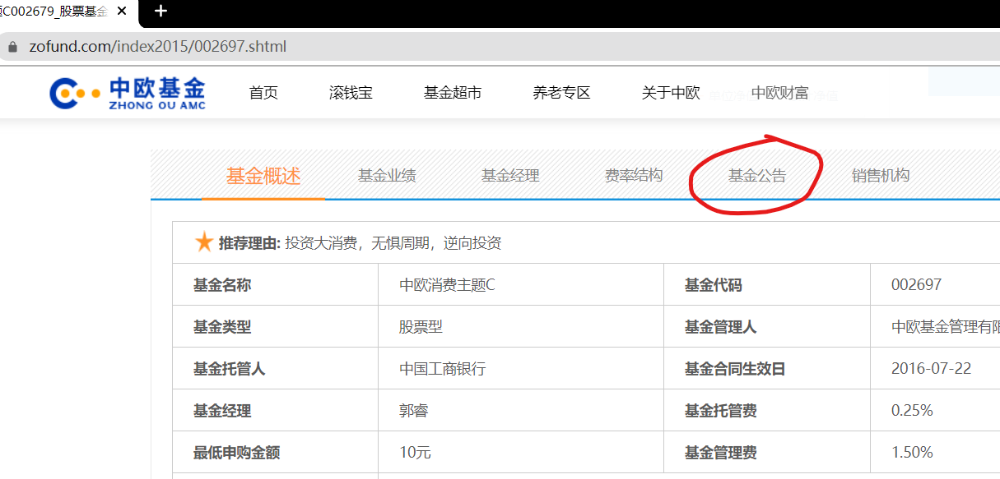 C002679_股票基金
zofund.com/index2015/002697.shtml
中欧基金
ZHONG OU AMC
首页 滚钱宝 基金超市 养老专区 关于中欧 中欧财富
基金概述 基金业绩 基金经理 费率结构 基金公告 销售机构
推荐理由: 投资大消费，无惧周期，逆向投资
基金名称 中欧消费主题C 基金代码 002697
基金类型 股票型 基金管理人 中欧基金管理有限
基金托管人 中国工商银行 基金合同生效日 2016-07-22
基金经理 郭睿 基金托管费 0.25%
最低申购金额 10元 基金管理费 1.50%